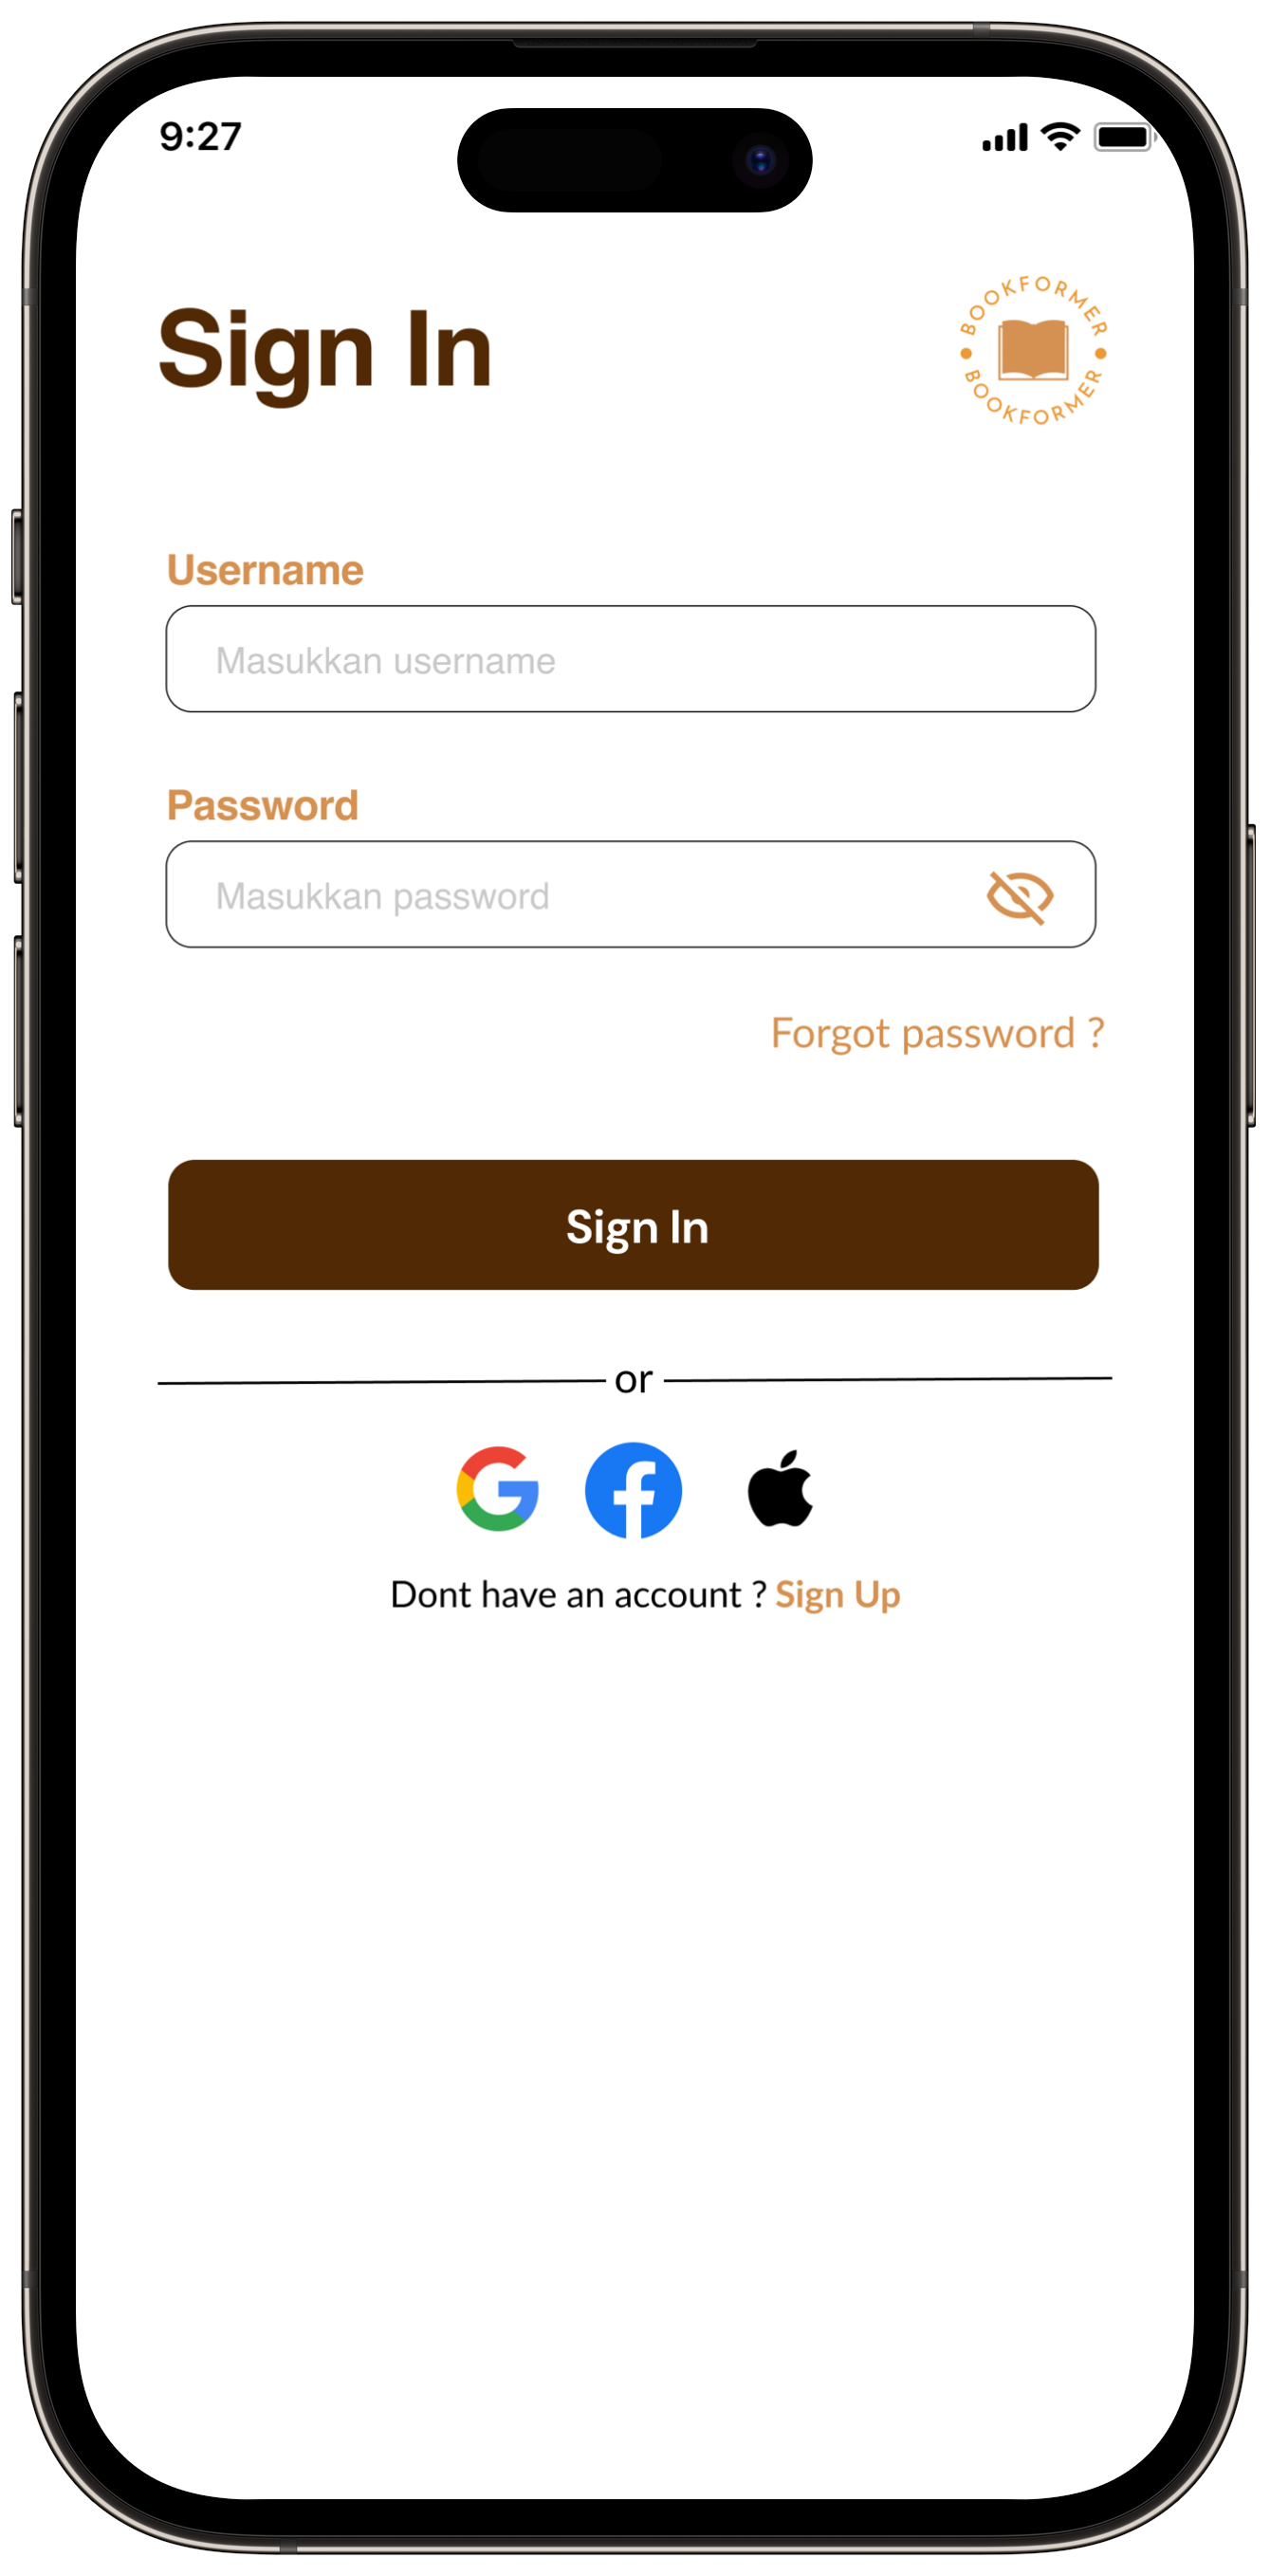 9:27
Sign In
BOOKFORMER
BOOKFORMER
Username
Masukkan username
Password
Masukkan password
Forgot password ?
Sign In
or
Dont have an account ? Sign Up